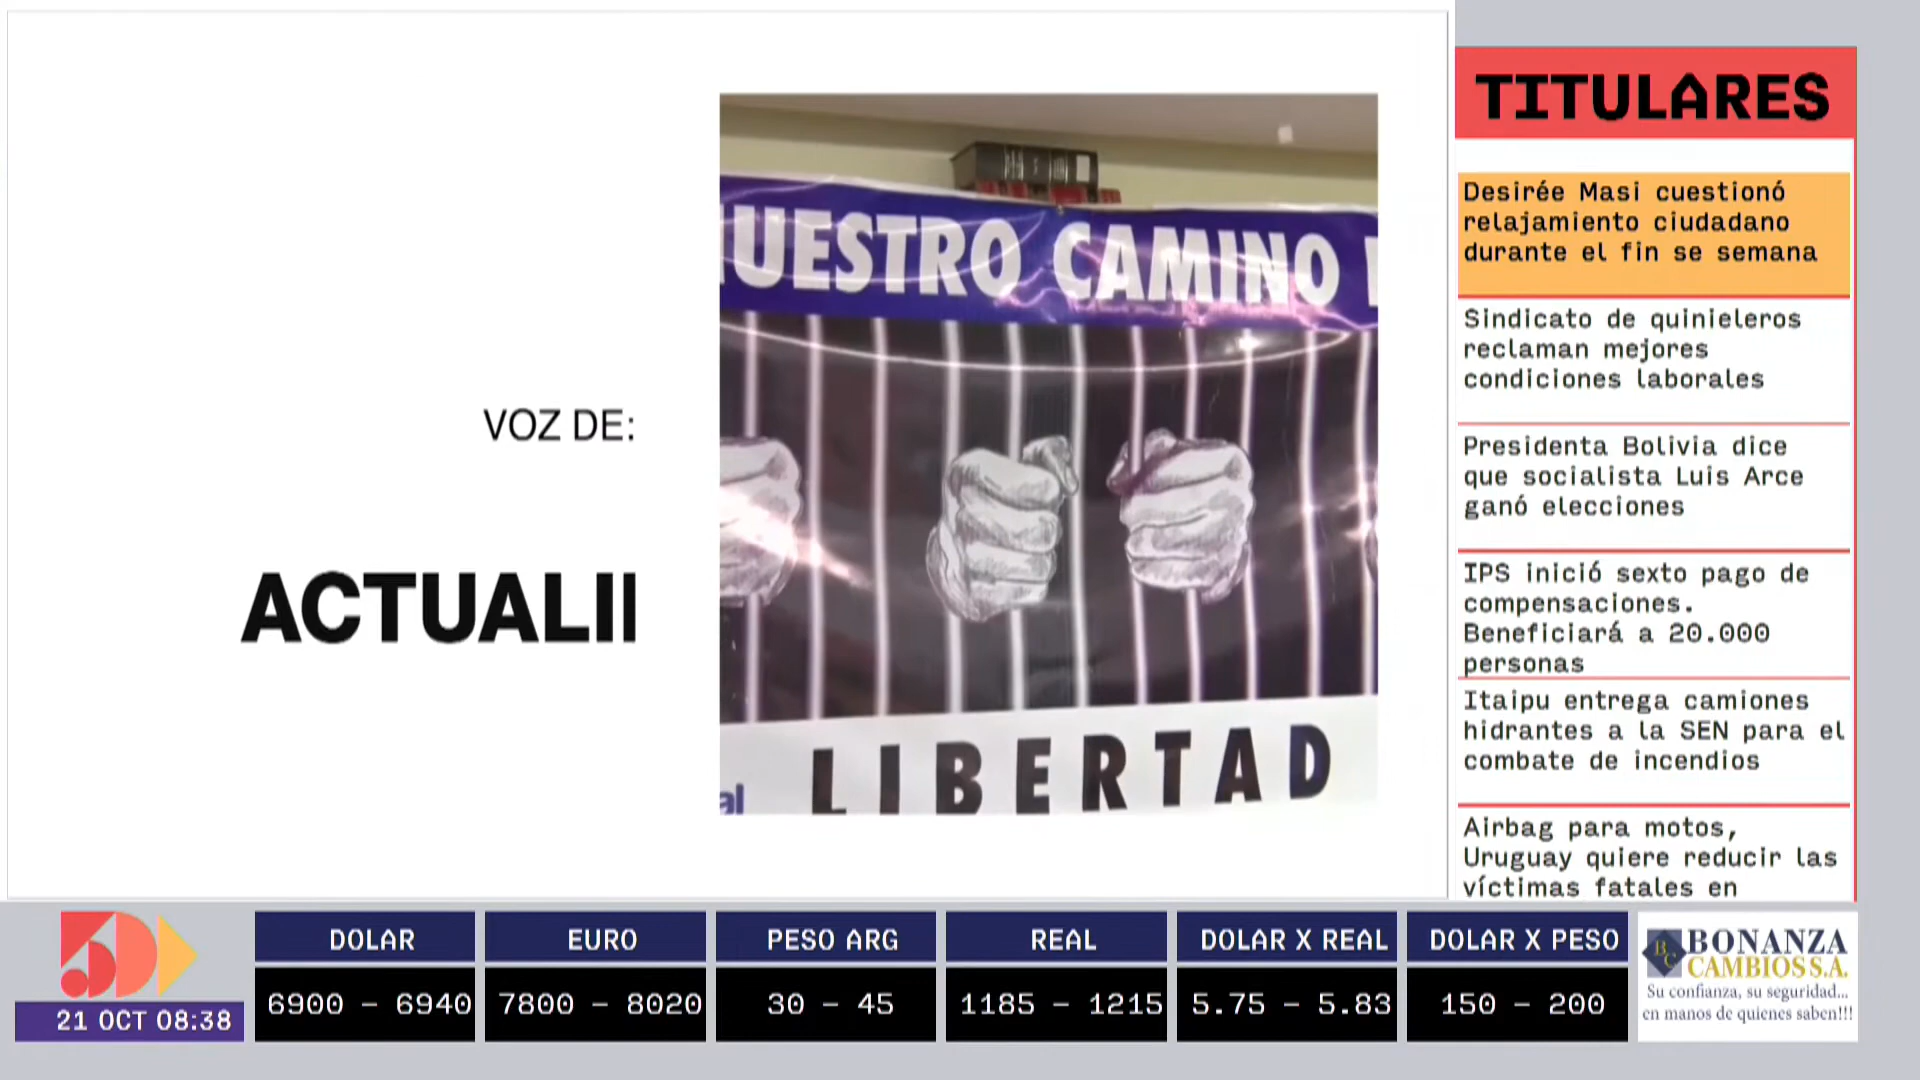 VOZ DE:
ACTUALII
NUESTRO CAMINO
LIBERTAD
al
TITULARES
Desirée Masi cuestionó
relajamiento ciudadano
durante el fin se semana
Sindicato de quinieleros
reclaman mejores
condiciones laborales
Presidenta Bolivia dice
que socialista Luis Arce
ganó elecciones
IPS inició sexto pago de
compensaciones.
Beneficiará a 20.000
personas
Itaipu entrega camiones
hidrantes a la SEN para el
combate de incendios
Airbag para motos,
Uruguay quiere reducir las
víctimas fatales en
5D
21 OCT 08:38
DOLAR
6900 - 6940
EURO
7800 - 8020
PESO ARG
30 - 45
REAL
1185 - 1215
DOLAR X REAL
5.75 - 5.83
DOLAR X PESO
150 - 200
BC
BONANZA
CAMBIOS S.A.
Su confianza, su seguridad...
en manos de quienes saben!!!